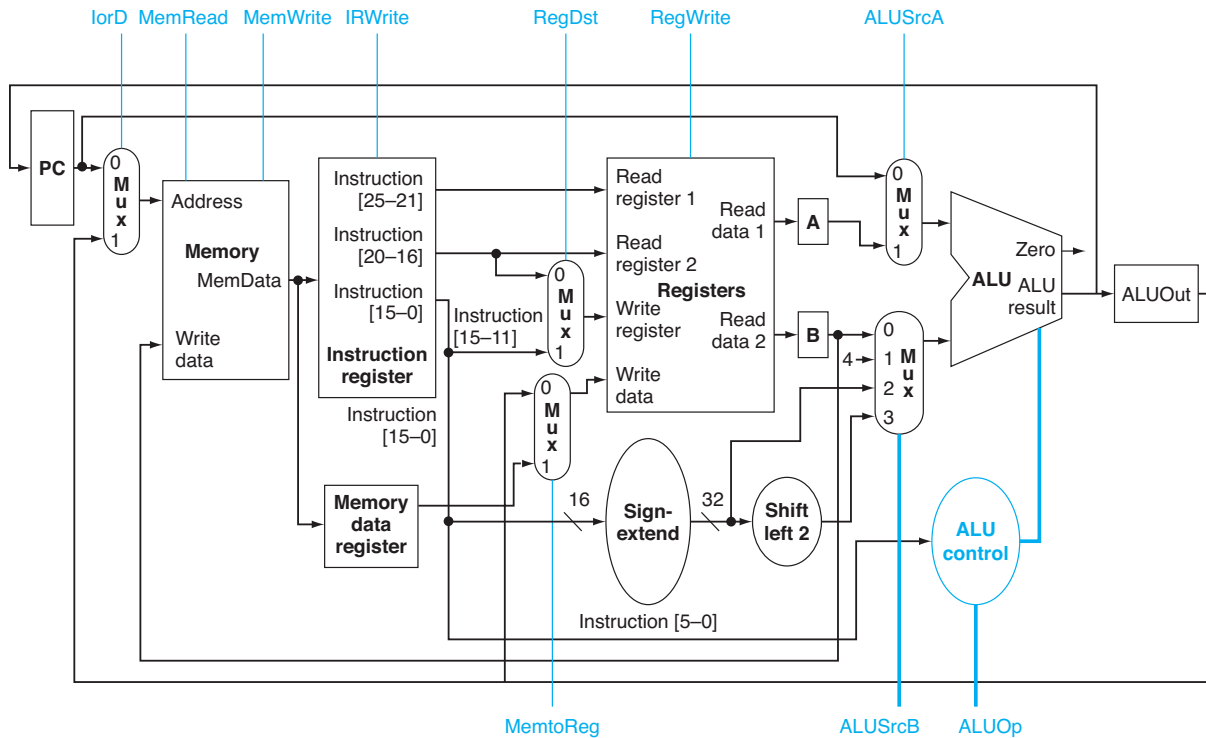 IorD
MemRead
MemWrite
IRWrite
RegDst
RegWrite
ALUSrcA
PC
0
M
u
x
1
Address
Memory
MemData
Write
data
Instruction
[25–21]
Instruction
[20–16]
Instruction
[15–0]
Instruction
register
Instruction
[15–11]
Instruction
[15–0]
0
M
u
x
1
0
M
u
x
1
Read
register 1
Read
register 2
Registers
Write
register
Write
data
Read
data 1
Read
data 2
A
B
0
M
u
x
1
4
0
1
2
3
M
u
x
Zero
ALU
ALU
result
ALUOut
Memory
data
register
16
Sign-
extend
32
Shift
left 2
ALU
control
Instruction [5–0]
MemtoReg
ALUSrcB
ALUOp